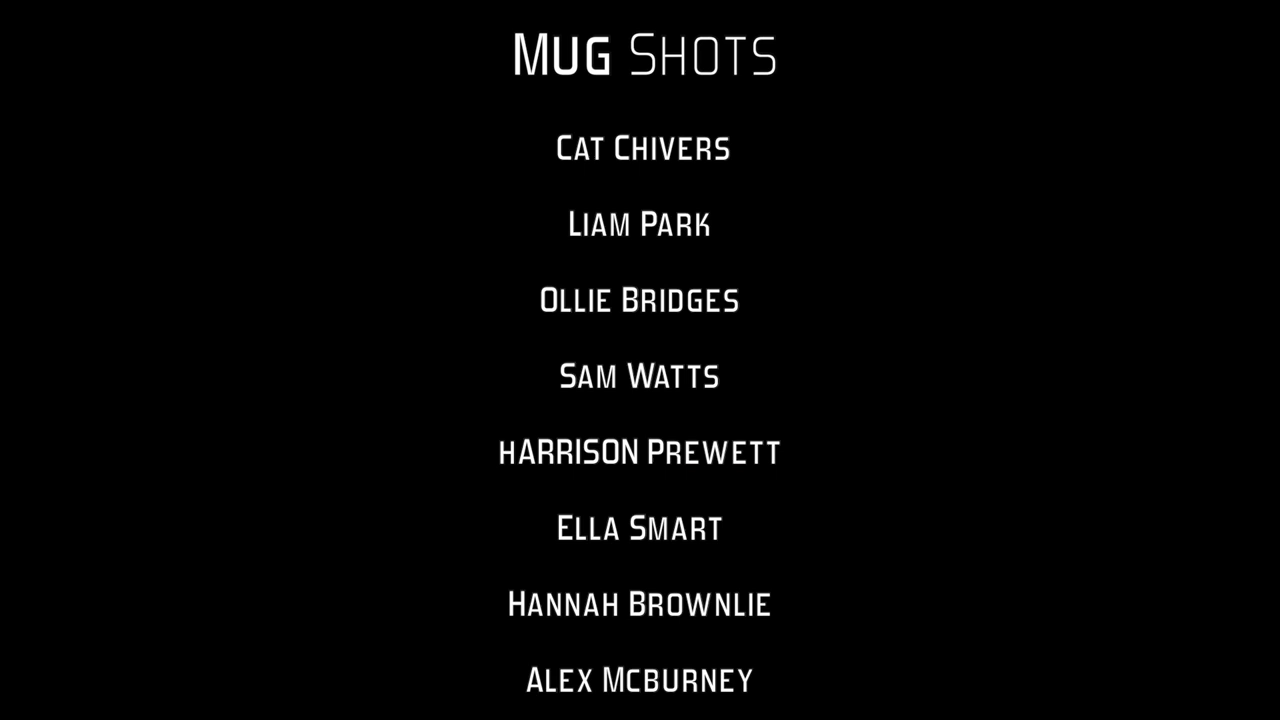 Mug Shots
Cat Chivers
Liam Park
Ollie Bridges
Sam Watts
hARRISON Prewett
Ella Smart
Hannah Brownlie
Alex Mcburney